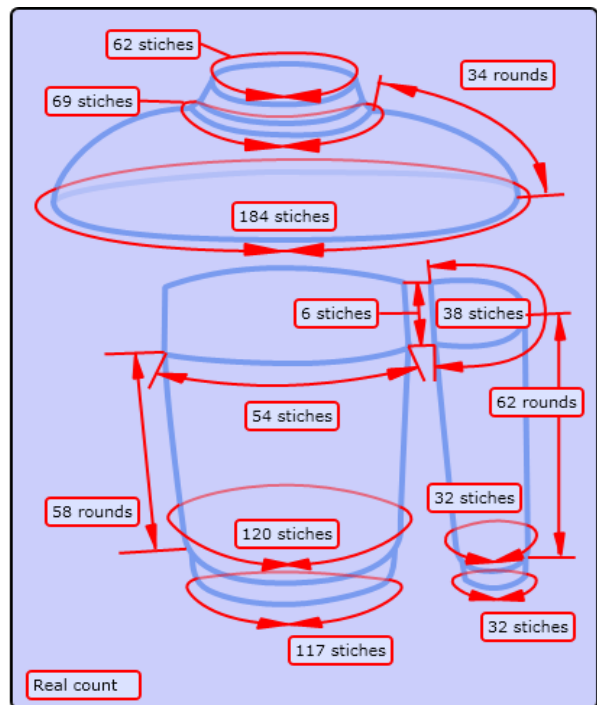 62 stiches
34 rounds
69 stiches
184 stiches
6 stiches
38 stiches
62 rounds
54 stiches
58 rounds
32 stiches
120 stiches
32 stiches
117 stiches
Real count